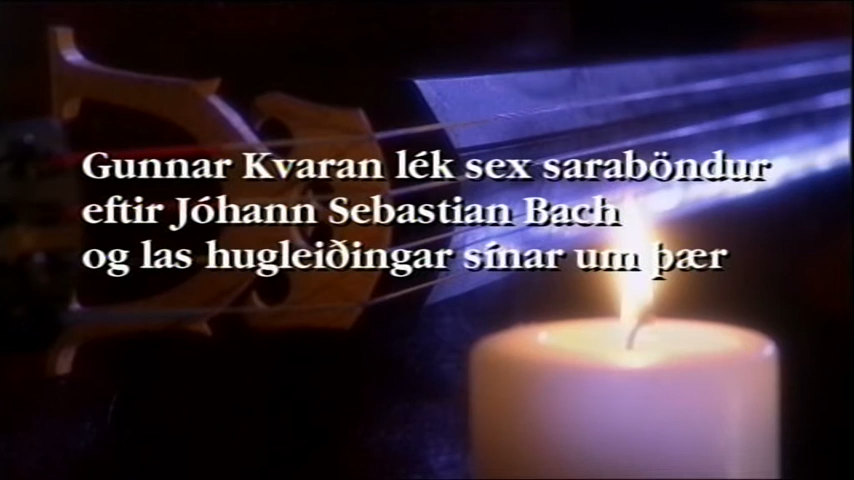 Gunnar Kvaran lék sex saraböndur
eftir Jóhann Sebastian Bach
og las hugleiðingar sínar um þær